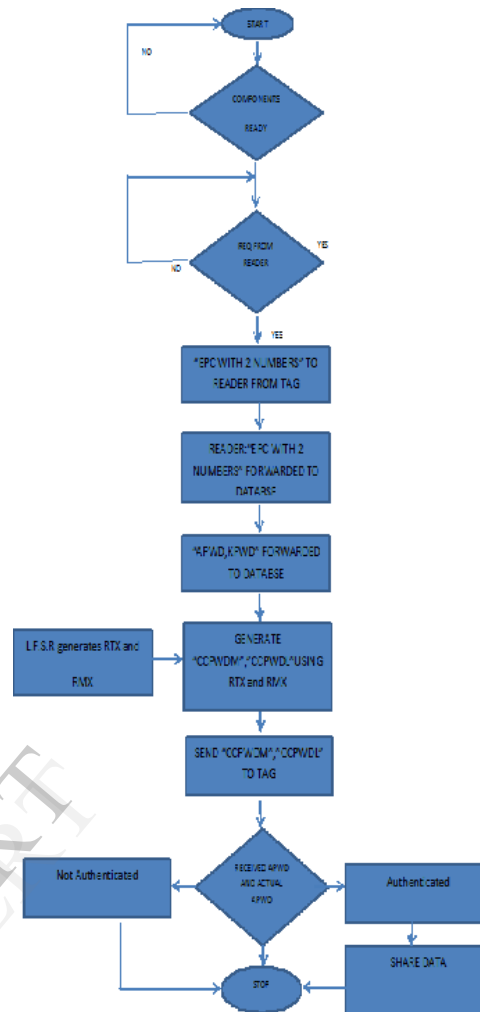 START
NO
COMPONENTS
READY
REQ FROM
READER
YES
NO
YES
"EPC WITH 2 NUMBERS" TO
READER FROM TAG
READER:"EPC WITH 2
NUMBERS" FORWARDED TO
DATABSE
"APWD,KPWD" FORWARDED
TO DATABSE
L.F.S.R generates RTX and
RMX
GENERATE
"CCPWDM","CCPWDL"USING
RTX and RMX
SEND "CCPWDM","CCPWDL"
TO TAG
RECEIVED APWD
AND ACTUAL
APWD
Not Authenticated
Authenticated
SHARE DATA
STOP